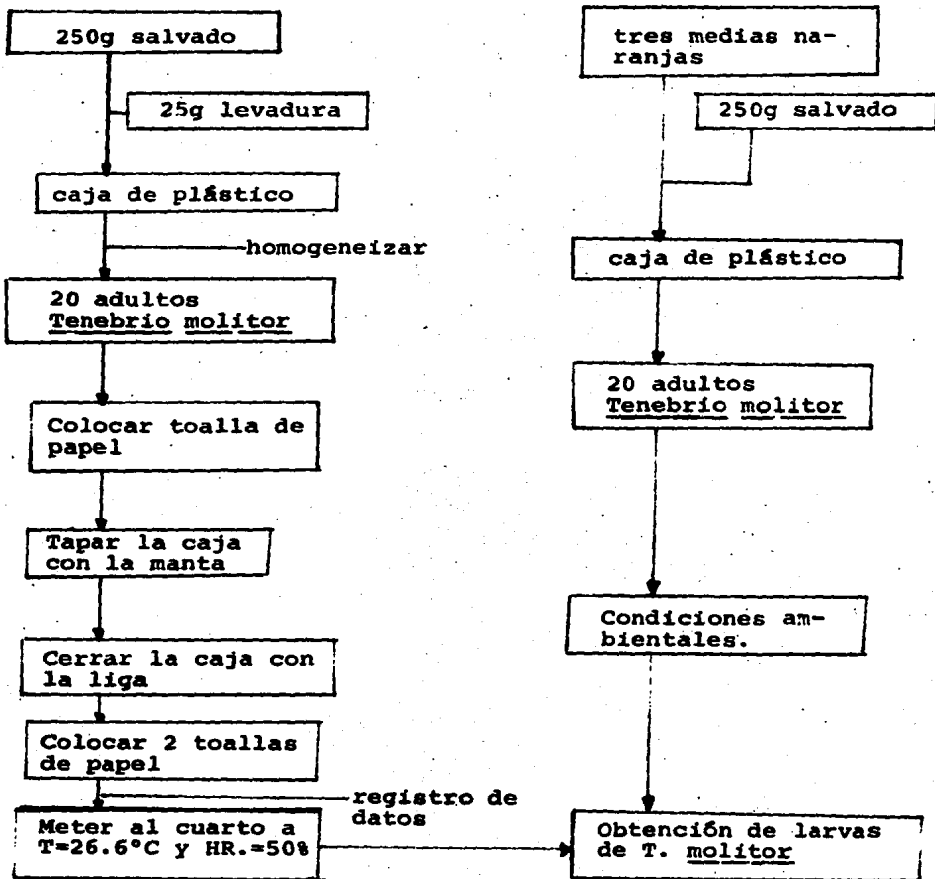 250g salvado
25g levadura
caja de plástico
homogeneizar
20 adultos
Tenebrio molitor
Colocar toalla de
papel
Tapar la caja
con la manta
Cerrar la caja con
la liga
Colocar 2 toallas
de papel
registro de
datos
Meter al cuarto a
T=26.6°C y HR.=50%
tres medias na-
ranjas
250g salvado
caja de plástico
20 adultos
Tenebrio molitor
Condiciones am-
bientales.
Obtención de larvas
de T. molitor